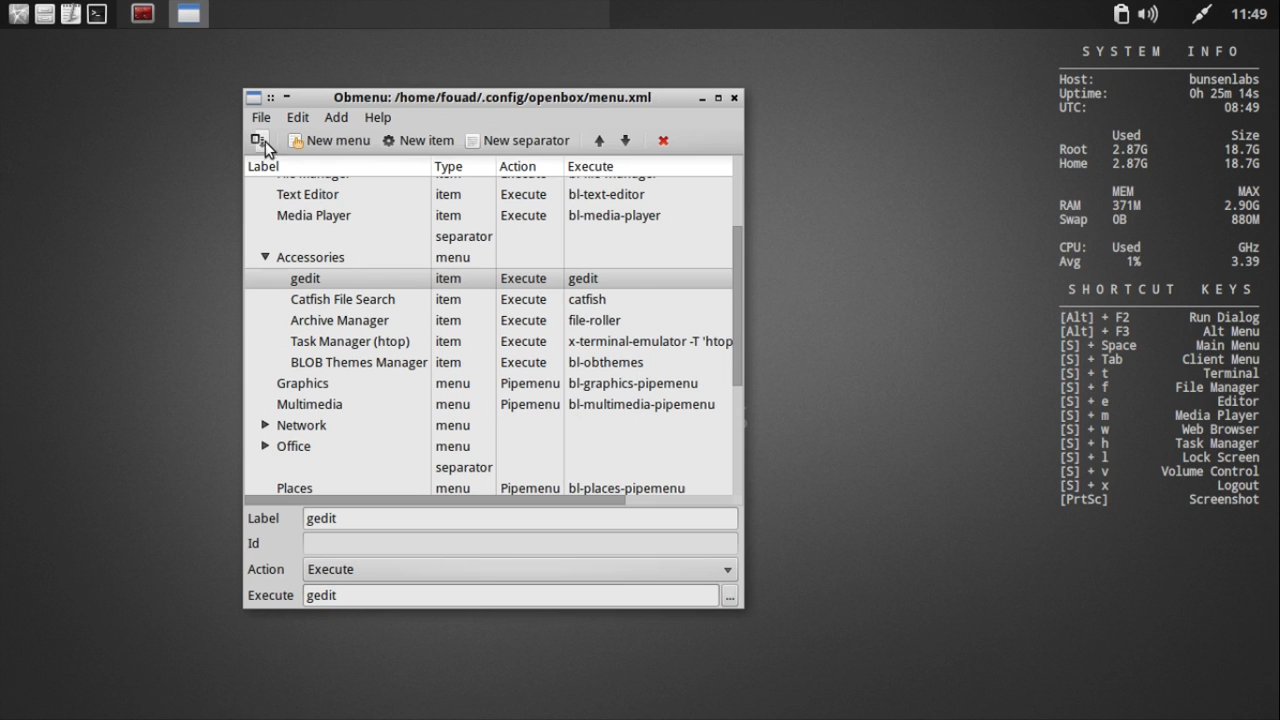 11:49
Obmenu: /home/fouad/.config/openbox/menu.xml
File Edit Add Help
New menu New item New separator
Label Type Action Execute
File Manager item Execute bl-file-manager
Text Editor item Execute bl-text-editor
Media Player item Execute bl-media-player
separator
Accessories menu
gedit item Execute gedit
Catfish File Search item Execute catfish
Archive Manager item Execute file-roller
Task Manager (htop) item Execute x-terminal-emulator -T 'htop
BLOB Themes Manager item Execute bl-obthemes
Graphics menu Pipemenu bl-graphics-pipemenu
Multimedia menu Pipemenu bl-multimedia-pipemenu
Network menu
Office menu
separator
Places menu Pipemenu bl-places-pipemenu
Label gedit
Id
Action Execute
Execute gedit ...
SYSTEM INFO
Host: bunsenlabs
Uptime: 0h 25m 14s
UTC: 08:49
Used Size
Root 2.87G 18.7G
Home 2.87G 18.7G
MEM MAX
RAM 371M 2.90G
Swap 0B 880M
CPU: Used GHz
Avg 1% 3.39
SHORTCUT KEYS
[Alt] + F2 Run Dialog
[Alt] + F3 Alt Menu
[S] + Space Main Menu
[S] + Tab Client Menu
[S] + t Terminal
[S] + f File Manager
[S] + e Editor
[S] + m Media Player
[S] + w Web Browser
[S] + h Task Manager
[S] + l Lock Screen
[S] + v Volume Control
[S] + x Logout
[PrtSc] Screenshot